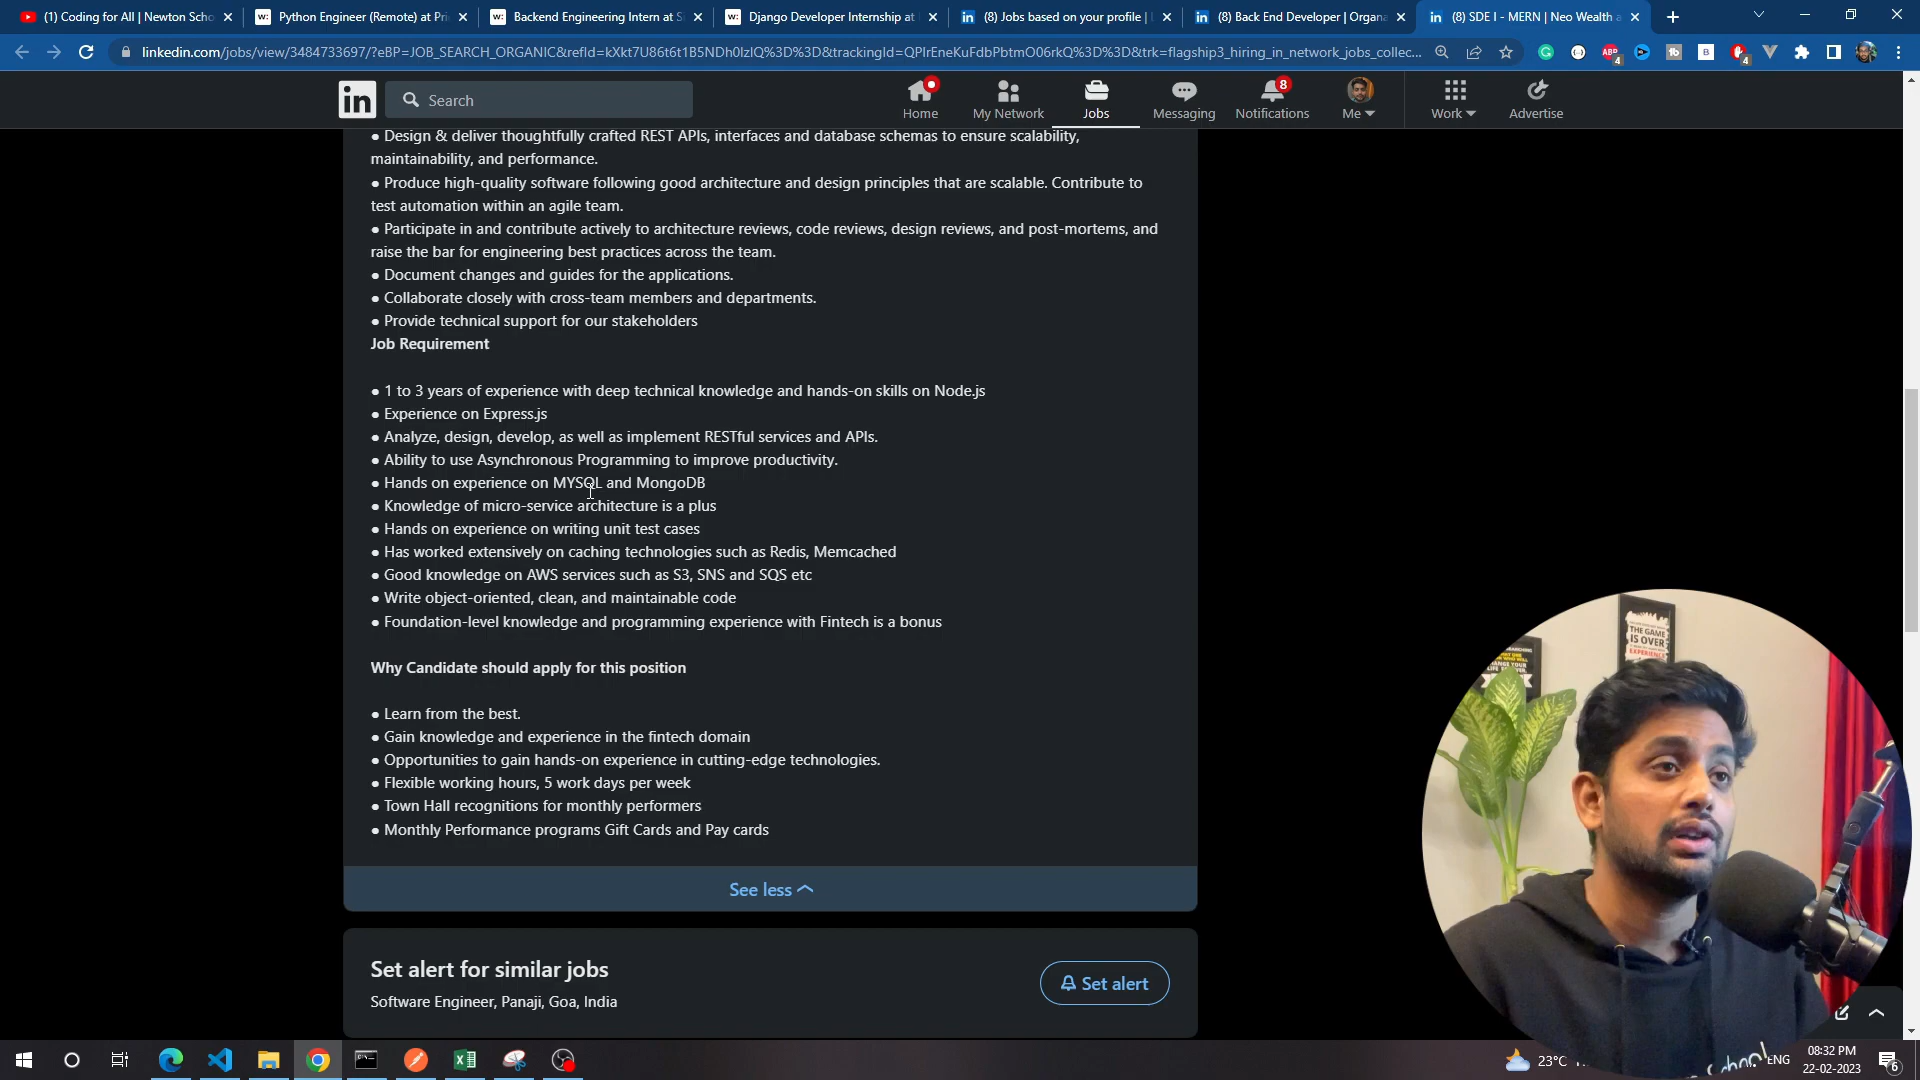 (1) Coding for All | Newton Scho
Python Engineer (Remote) at Pri
Backend Engineering Intern at S
Django Developer Internship at
(8) Jobs based on your profile |
(8) Back End Developer | Organ
(8) SDE I - MERN | Neo Wealth a
linkedin.com/jobs/view/3484733697/?eBP=JOB_SEARCH_ORGANIC&refId=kXkt7U86t6t1B5NDh0lzlQ%3D%3D&trackingId=QPIrEneKuFdbPbtmO06rkQ%3D%3D&trk=flagship3_hiring_in_network_jobs_collec...
in
Search
Home
My Network
Jobs
Messaging
8
Notifications
Me
Work
Advertise
● Design & deliver thoughtfully crafted REST APIs, interfaces and database schemas to ensure scalability,
maintainability, and performance.
● Produce high-quality software following good architecture and design principles that are scalable. Contribute to
test automation within an agile team.
● Participate in and contribute actively to architecture reviews, code reviews, design reviews, and post-mortems, and
raise the bar for engineering best practices across the team.
● Document changes and guides for the applications.
● Collaborate closely with cross-team members and departments.
● Provide technical support for our stakeholders
Job Requirement
● 1 to 3 years of experience with deep technical knowledge and hands-on skills on Node.js
● Experience on Express.js
● Analyze, design, develop, as well as implement RESTful services and APIs.
● Ability to use Asynchronous Programming to improve productivity.
● Hands on experience on MYSQL and MongoDB
● Knowledge of micro-service architecture is a plus
● Hands on experience on writing unit test cases
● Has worked extensively on caching technologies such as Redis, Memcached
● Good knowledge on AWS services such as S3, SNS and SQS etc
● Write object-oriented, clean, and maintainable code
● Foundation-level knowledge and programming experience with Fintech is a bonus
Why Candidate should apply for this position
● Learn from the best.
● Gain knowledge and experience in the fintech domain
● Opportunities to gain hands-on experience in cutting-edge technologies.
● Flexible working hours, 5 work days per week
● Town Hall recognitions for monthly performers
● Monthly Performance programs Gift Cards and Pay cards
See less
Set alert for similar jobs
Software Engineer, Panaji, Goa, India
Set alert
THE GAME
IS OVER
23°C
ENG
08:32 PM
22-02-2023
6